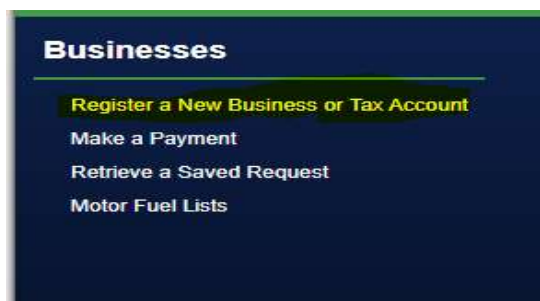 Businesses
Register a New Business or Tax Account
Make a Payment
Retrieve a Saved Request
Motor Fuel Lists